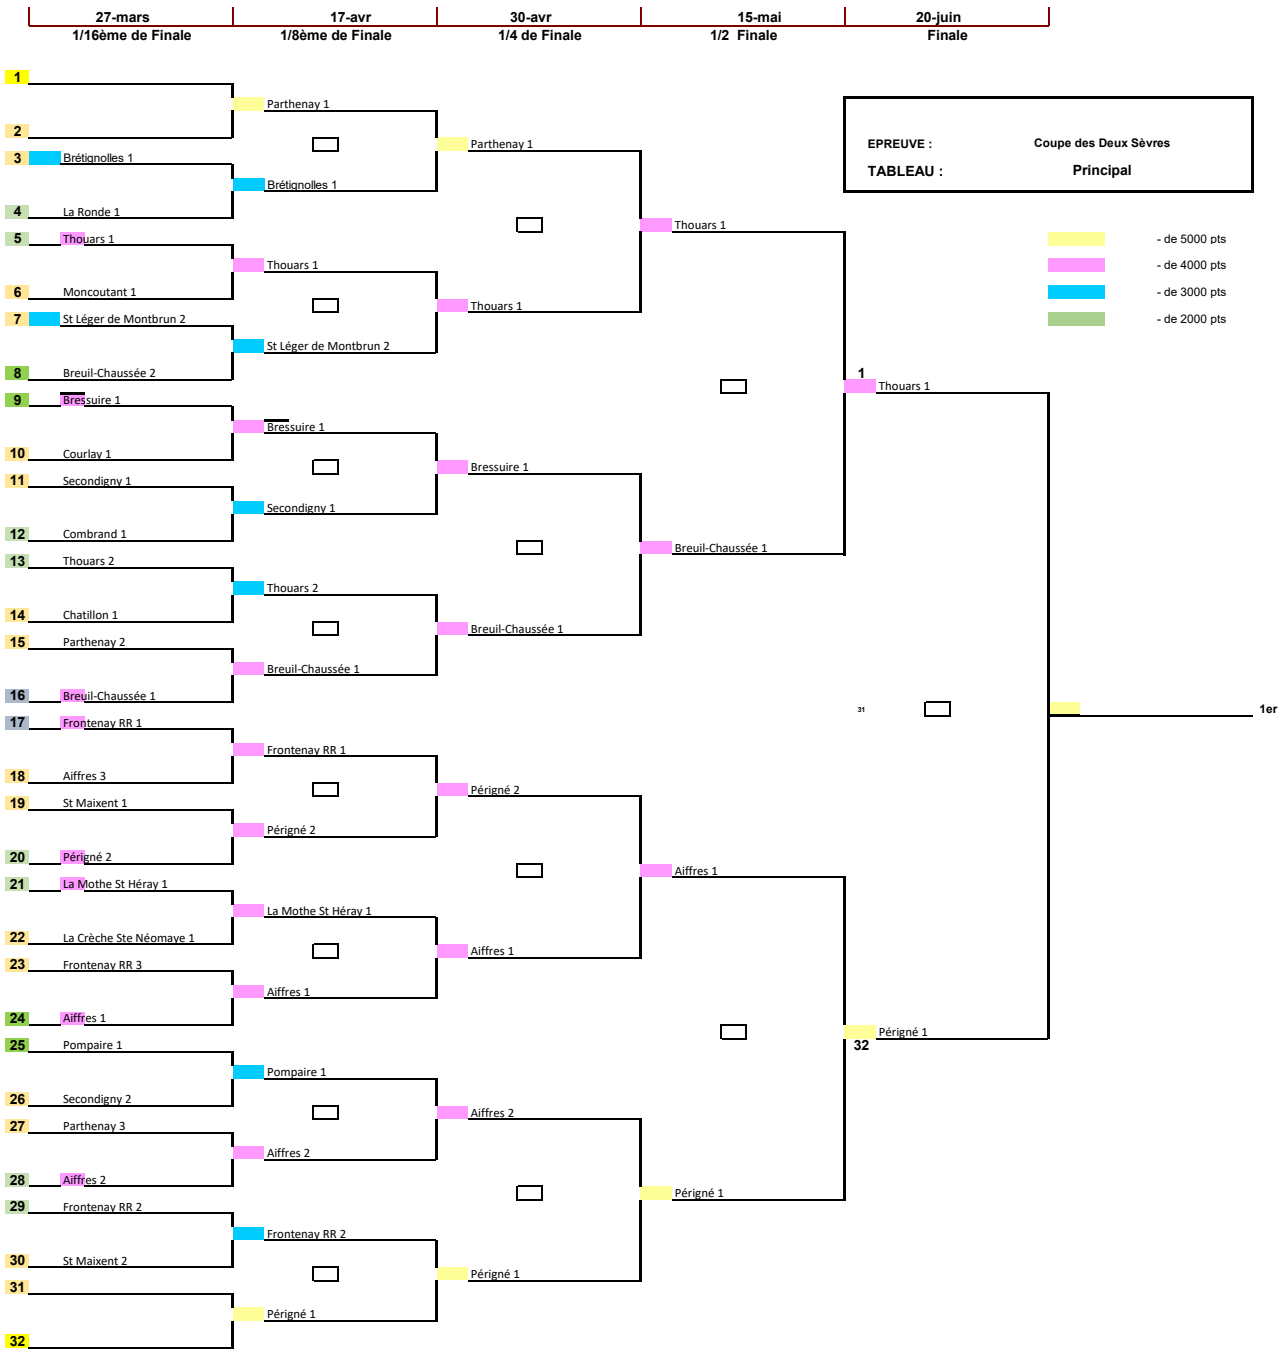 27-mars 17-avr 30-avr 15-mai 20-juin
1/16ème de Finale 1/8ème de Finale 1/4 de Finale 1/2 Finale Finale
1
Parthenay 1
2
Parthenay 1
EPREUVE : Coupe des Deux Sèvres
3 Brétignolles 1
TABLEAU : Principal
Brétignolles 1
4 La Ronde 1
Thouars 1
5 Thouars 1
- de 5000 pts
Thouars 1
- de 4000 pts
6 Moncoutant 1
- de 3000 pts
Thouars 1
7 St Léger de Montbrun 2
- de 2000 pts
St Léger de Montbrun 2
8 Breuil-Chaussée 2
1
Thouars 1
9 Bressuire 1
Bressuire 1
10 Courlay 1
Bressuire 1
11 Secondigny 1
Secondigny 1
12 Combrand 1
Breuil-Chaussée 1
13 Thouars 2
Thouars 2
14 Chatillon 1
Breuil-Chaussée 1
15 Parthenay 2
Breuil-Chaussée 1
16 Breuil-Chaussée 1
31 1er
17 Frontenay RR 1
Frontenay RR 1
18 Aiffres 3
Périgné 2
19 St Maixent 1
Périgné 2
20 Périgné 2
Aiffres 1
21 La Mothe St Héray 1
La Mothe St Héray 1
22 La Crèche Ste Néomaye 1
Aiffres 1
23 Frontenay RR 3
Aiffres 1
24 Aiffres 1
Périgné 1
32
25 Pompaire 1
Pompaire 1
26 Secondigny 2
Aiffres 2
27 Parthenay 3
Aiffres 2
28 Aiffres 2
Périgné 1
29 Frontenay RR 2
Frontenay RR 2
30 St Maixent 2
Périgné 1
31
Périgné 1
32